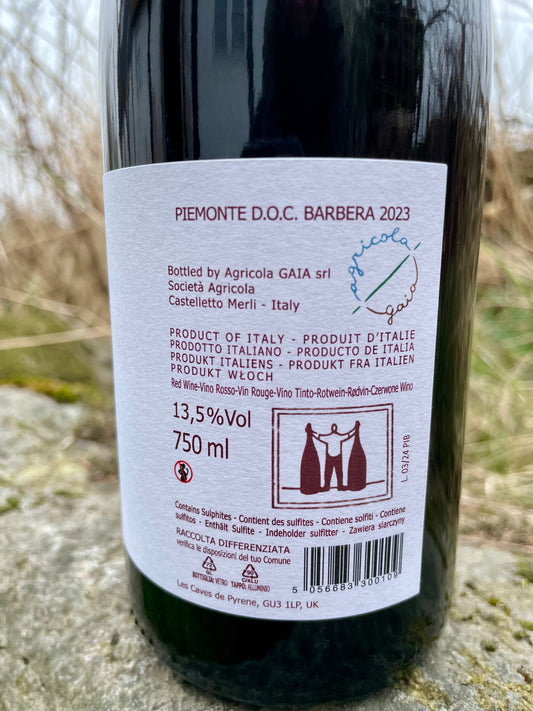 PIEMONTE D.O.C. BARBERA 2023
agricola
gaia
Bottled by Agricola GAIA srl
Società Agricola
Castelletto Merli - Italy
PRODUCT OF ITALY - PRODUIT D'ITALIE
PRODOTTO ITALIANO - PRODUCTO DE ITALIA
PRODUKT ITALIENS - PRODUKT FRA ITALIEN
PRODUKT WŁOCH
Red Wine-Vino Rosso-Vin Rouge-Vino Tinto-Rotwein-Rødvin-Czerwone Wino
13,5%Vol
750 ml
L. 03/24 PIB
Contains Sulphites - Contient des sulfites - Contiene solfiti - Contiene
sulfitos - Enthält Sulfite - Indeholder sulfitter - Zawiera siarczyny
RACCOLTA DIFFERENZIATA
verifica le disposizioni del tuo Comune
BOTTIGLIA: VETRO TAPPO: ALLUMINIO
C/ALU
5 056683 300109
Les Caves de Pyrene, GU3 1LP, UK